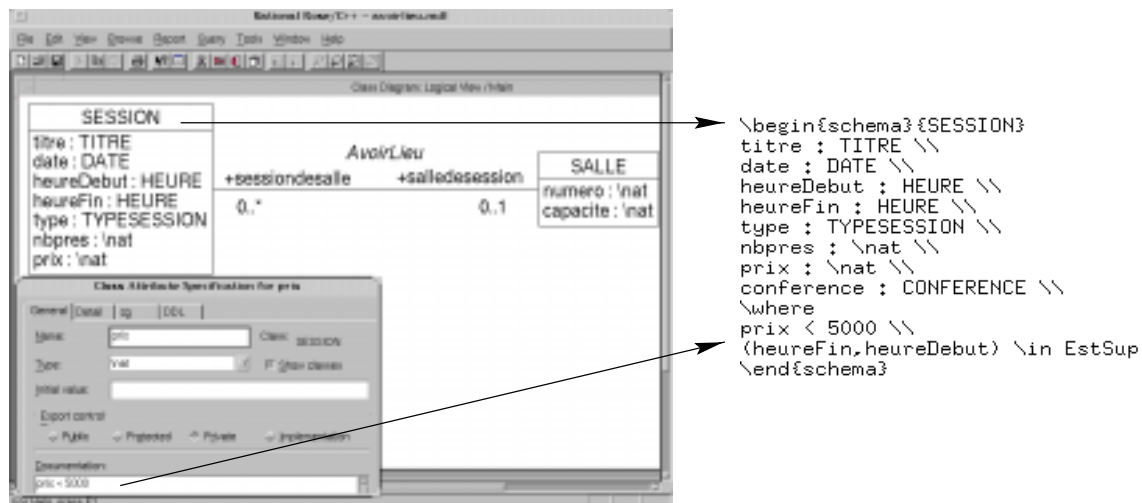 Rational Rose/C++ - avoirlieu.mdl
File Edit View Browse Report Query Tools Window Help
Class Diagram: Logical View / Main
SESSION
titre : TITRE
date : DATE
heureDebut : HEURE
heureFin : HEURE
type : TYPESESSION
nbpres : \nat
prix : \nat
AvoirLieu
+sessiondesalle +salledesession
0..* 0..1
SALLE
numero : \nat
capacite : \nat
Class Attribute Specification for prix
General Detail DDL
Name: prix Class: SESSION
Type: \nat Show classes
Initial value:
Export control
Public Protected Private Implementation
Documentation:
prix < 5000
\begin{schema}{SESSION}
titre : TITRE \\
date : DATE \\
heureDebut : HEURE \\
heureFin : HEURE \\
type : TYPESESSION \\
nbpres : \nat \\
prix : \nat \\
conference : CONFERENCE \\
\where
prix < 5000 \\
(heureFin,heureDebut) \in EstSup
\end{schema}